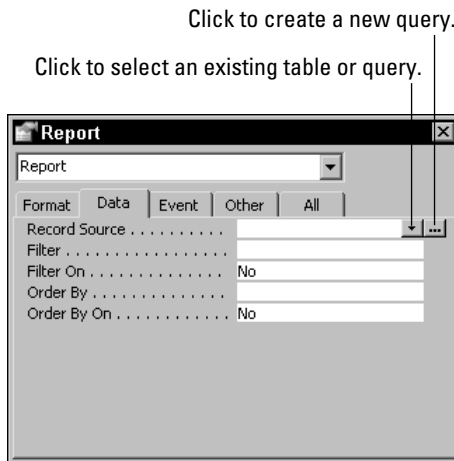 Click to create a new query.
Click to select an existing table or query.
Report
Report
Format Data Event Other All
Record Source . . . . . . . . . .
Filter . . . . . . . . . . . . . . . . .
Filter On . . . . . . . . . . . . . . No
Order By . . . . . . . . . . . . . .
Order By On . . . . . . . . . . . No